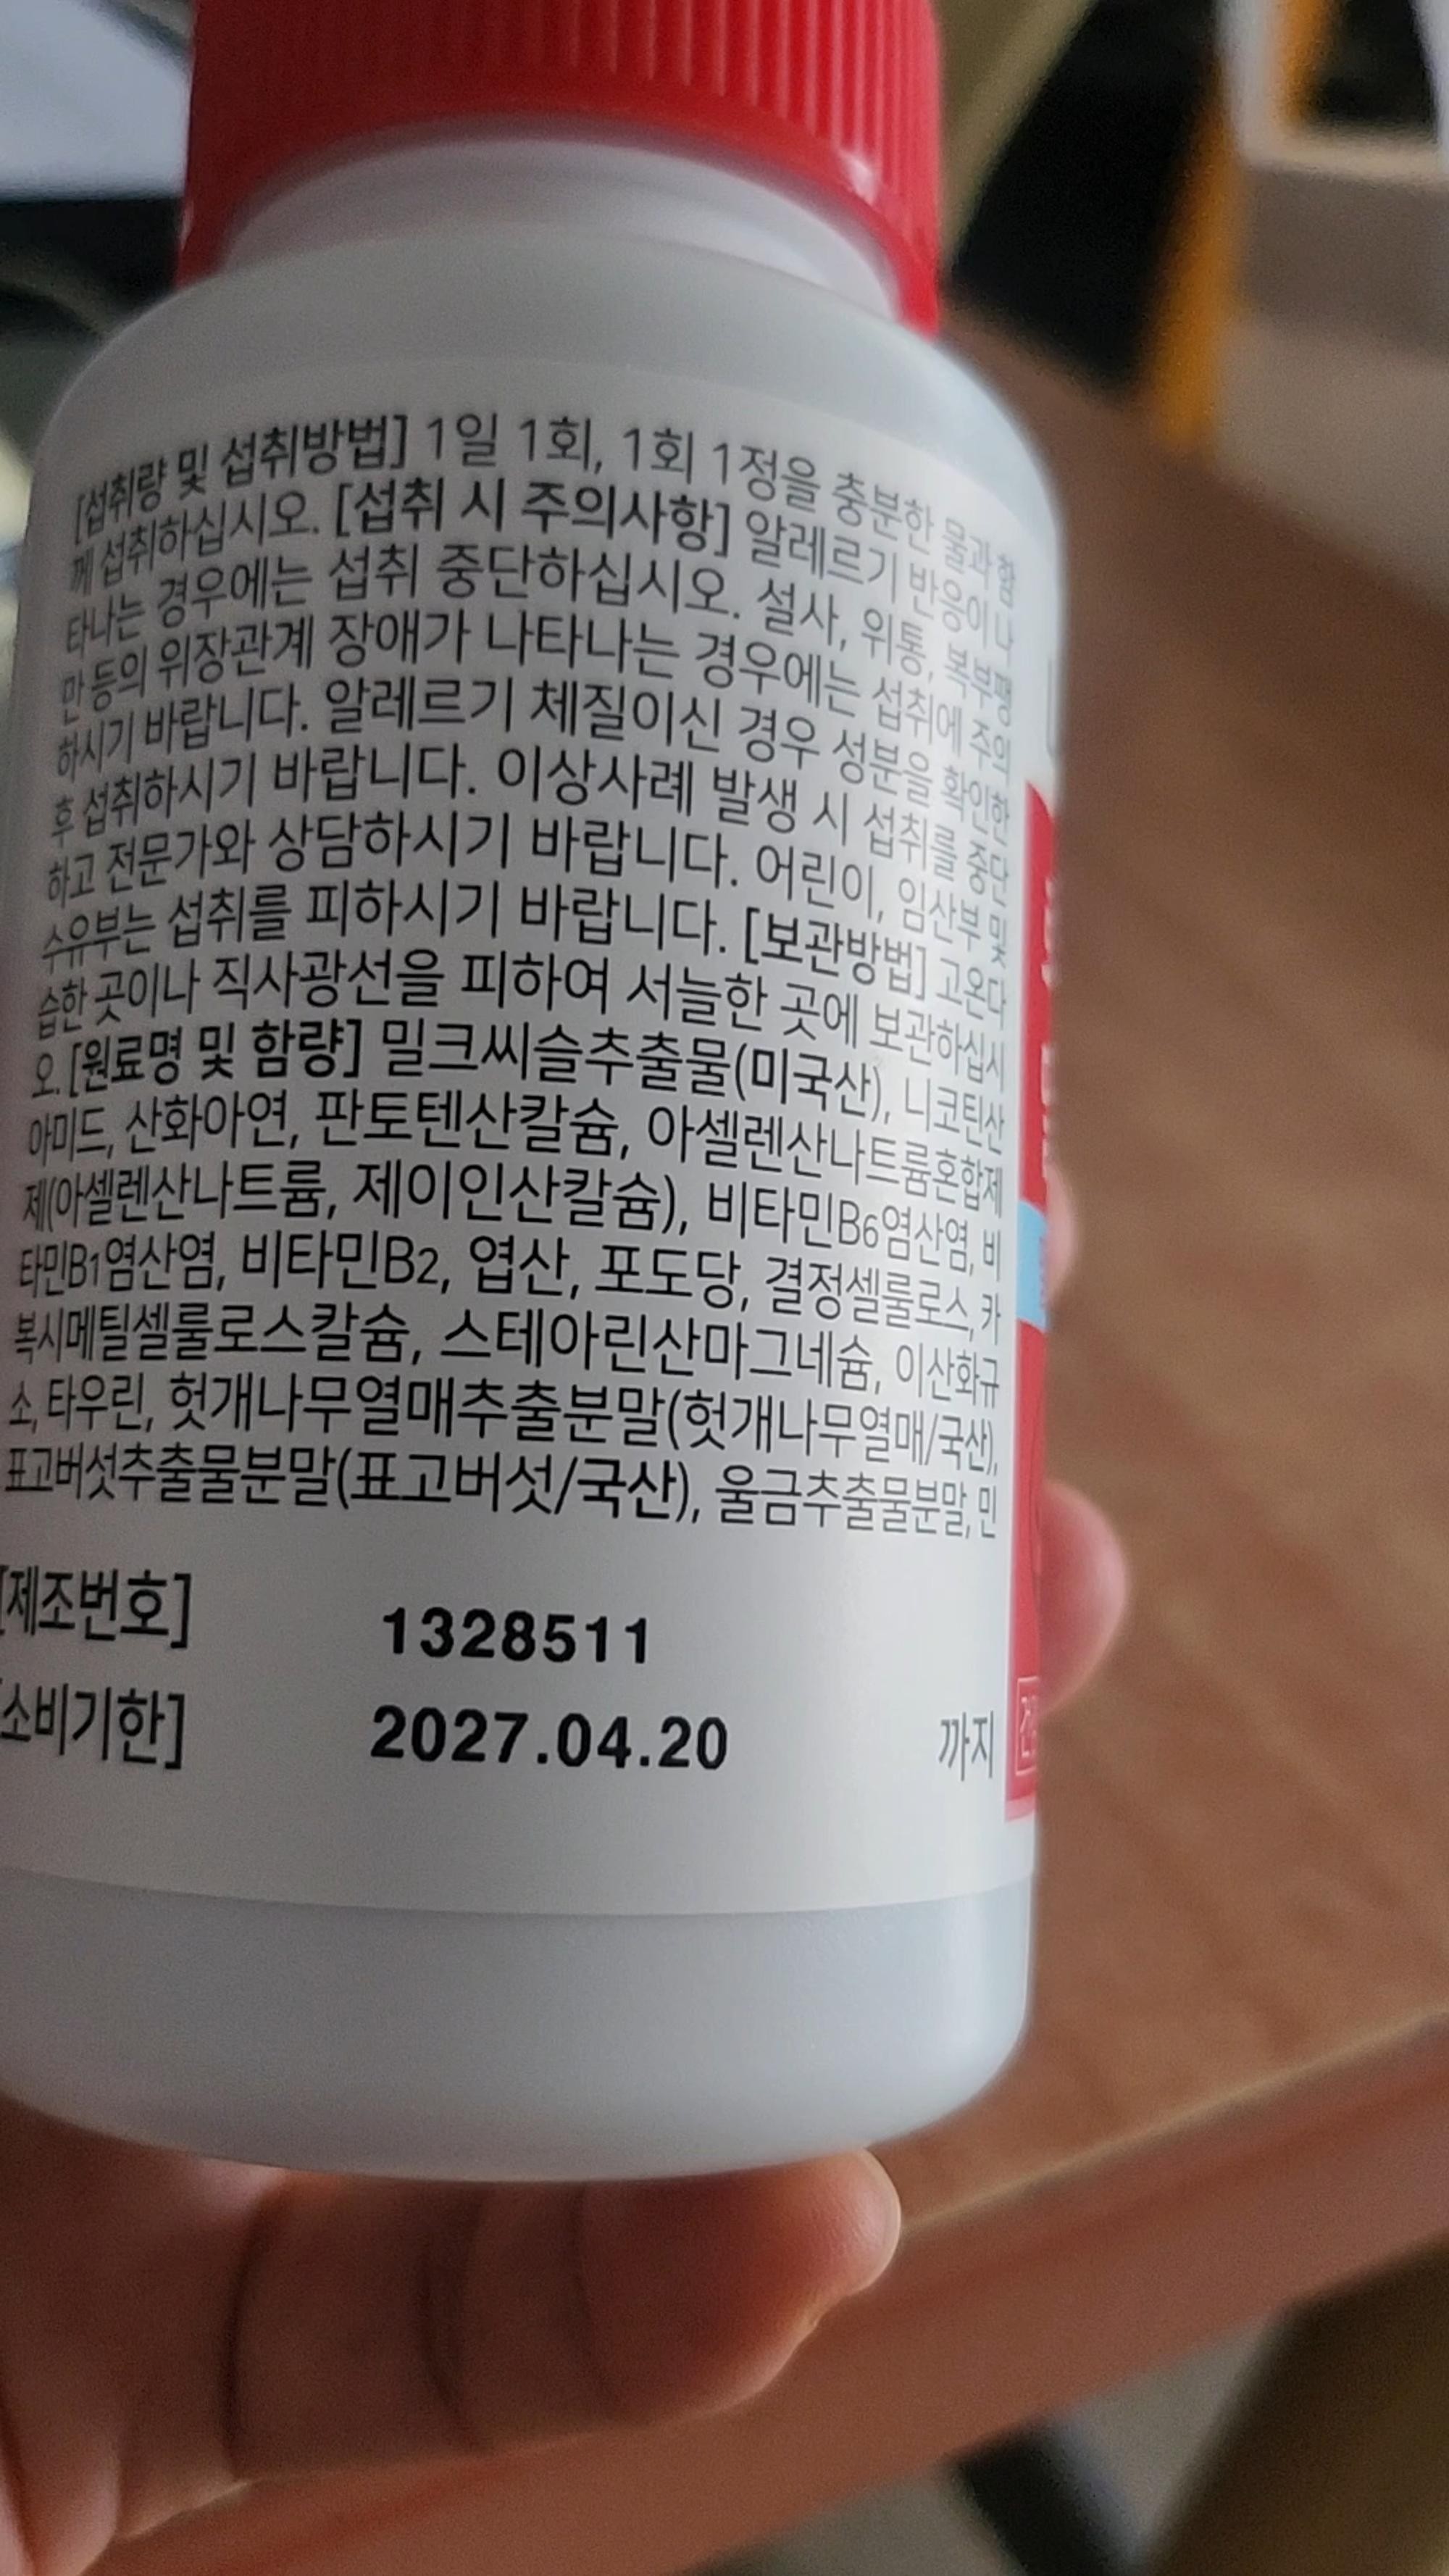 [섭취량 및 섭취방법] 1일 1회, 1회 1정을 충분한 물과 함
께 섭취하십시오. [섭취 시 주의사항] 알레르기 반응이 나
타나는 경우에는 섭취 중단하십시오. 설사, 위통, 복부팽
만 등의 위장관계 장애가 나타나는 경우에는 섭취에 주의
하시기 바랍니다. 알레르기 체질이신 경우 성분을 확인한
후 섭취하시기 바랍니다. 이상사례 발생 시 섭취를 중단
하고 전문가와 상담하시기 바랍니다. 어린이, 임산부 및
수유부는 섭취를 피하시기 바랍니다. [보관방법] 고온다
습한 곳이나 직사광선을 피하여 서늘한 곳에 보관하십시
오. [원료명 및 함량] 밀크씨슬추출물(미국산), 니코틴산
아미드, 산화아연, 판토텐산칼슘, 아셀렌산나트륨혼합제
제(아셀렌산나트륨, 제이인산칼슘), 비타민B6염산염, 비
타민B1염산염, 비타민B2, 엽산, 포도당, 결정셀룰로스, 카
복시메틸셀룰로스칼슘, 스테아린산마그네슘, 이산화규
소, 타우린, 헛개나무열매추출분말(헛개나무열매/국산),
표고버섯추출물분말(표고버섯/국산), 울금추출물분말, 민
[제조번호] 1328511
[소비기한] 2027.04.20 까지